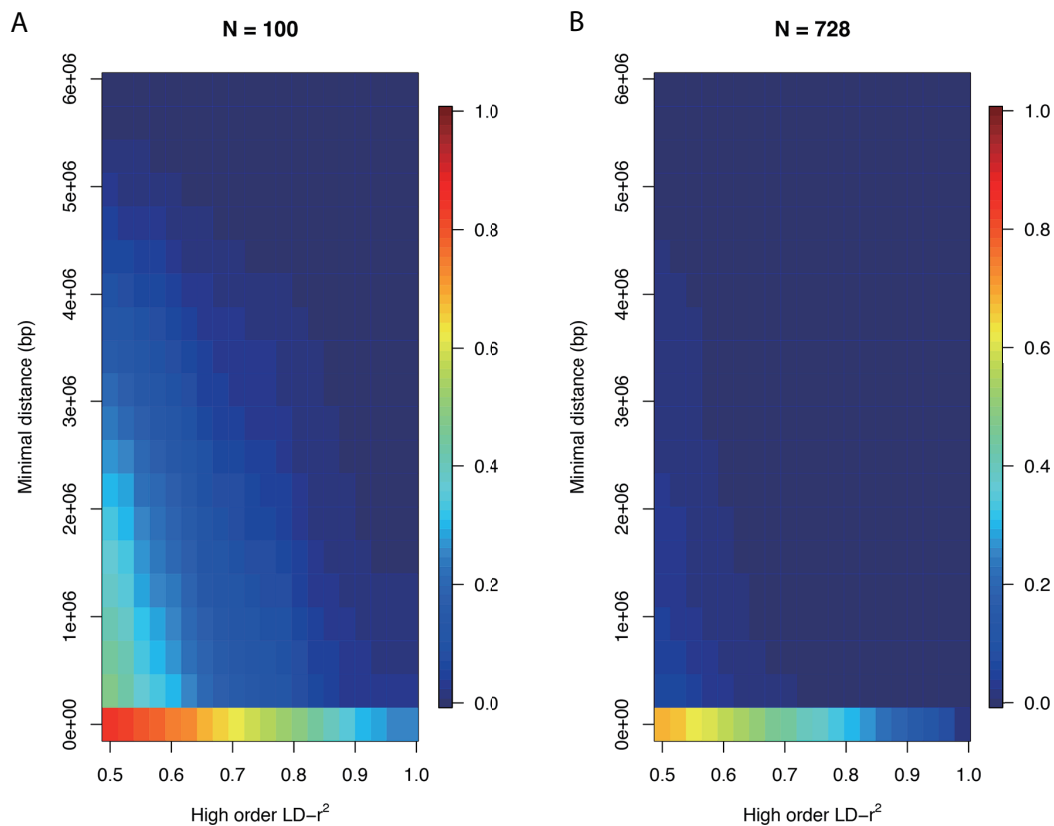 A
N = 100
Minimal distance (bp)
6e+06
5e+06
4e+06
3e+06
2e+06
1e+06
0e+00
0.5 0.6 0.7 0.8 0.9 1.0
High order LD−r²
1.0
0.8
0.6
0.4
0.2
0.0
B
N = 728
Minimal distance (bp)
6e+06
5e+06
4e+06
3e+06
2e+06
1e+06
0e+00
0.5 0.6 0.7 0.8 0.9 1.0
High order LD−r²
1.0
0.8
0.6
0.4
0.2
0.0